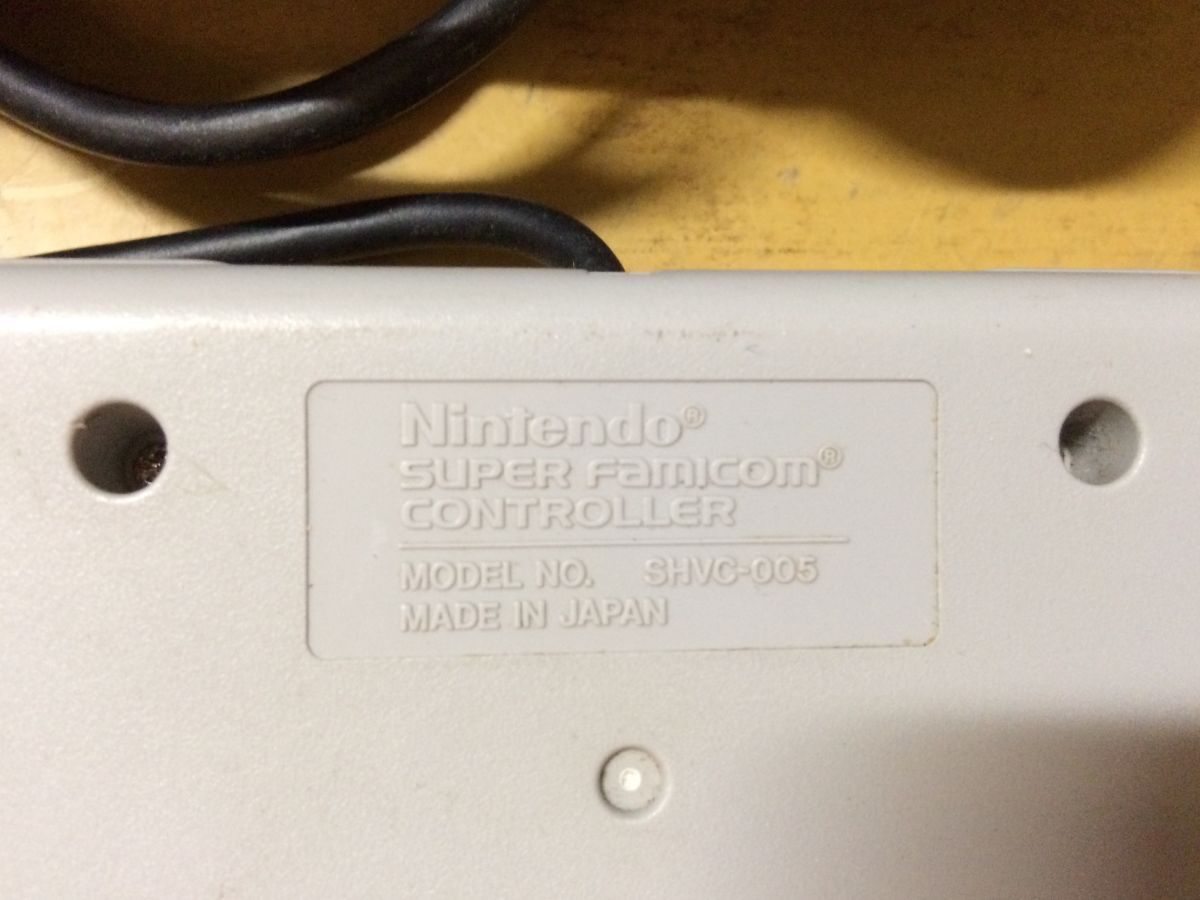 Nintendo®
SUPER FAMICOM®
CONTROLLER
MODEL NO. SHVC-005
MADE IN JAPAN